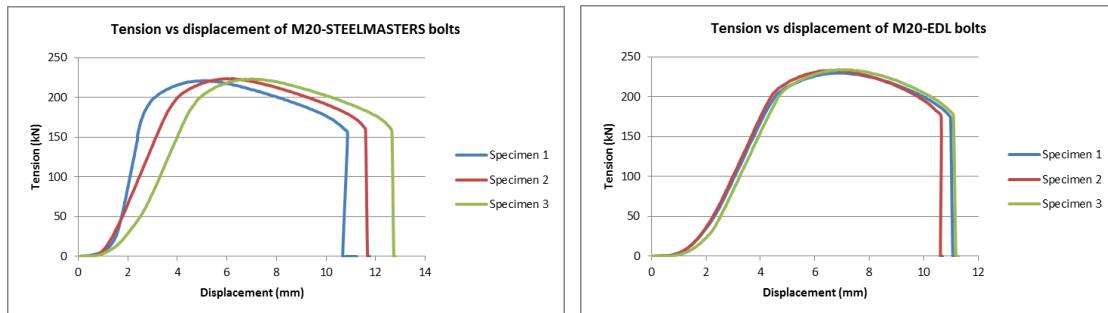 Tension vs displacement of M20-STEELMASTERS bolts
250
200
150
100
50
0
Tension (kN)
0 2 4 6 8 10 12 14
Displacement (mm)
Specimen 1
Specimen 2
Specimen 3
Tension vs displacement of M20-EDL bolts
250
200
150
100
50
0
Tension (kN)
0 2 4 6 8 10 12
Displacement (mm)
Specimen 1
Specimen 2
Specimen 3